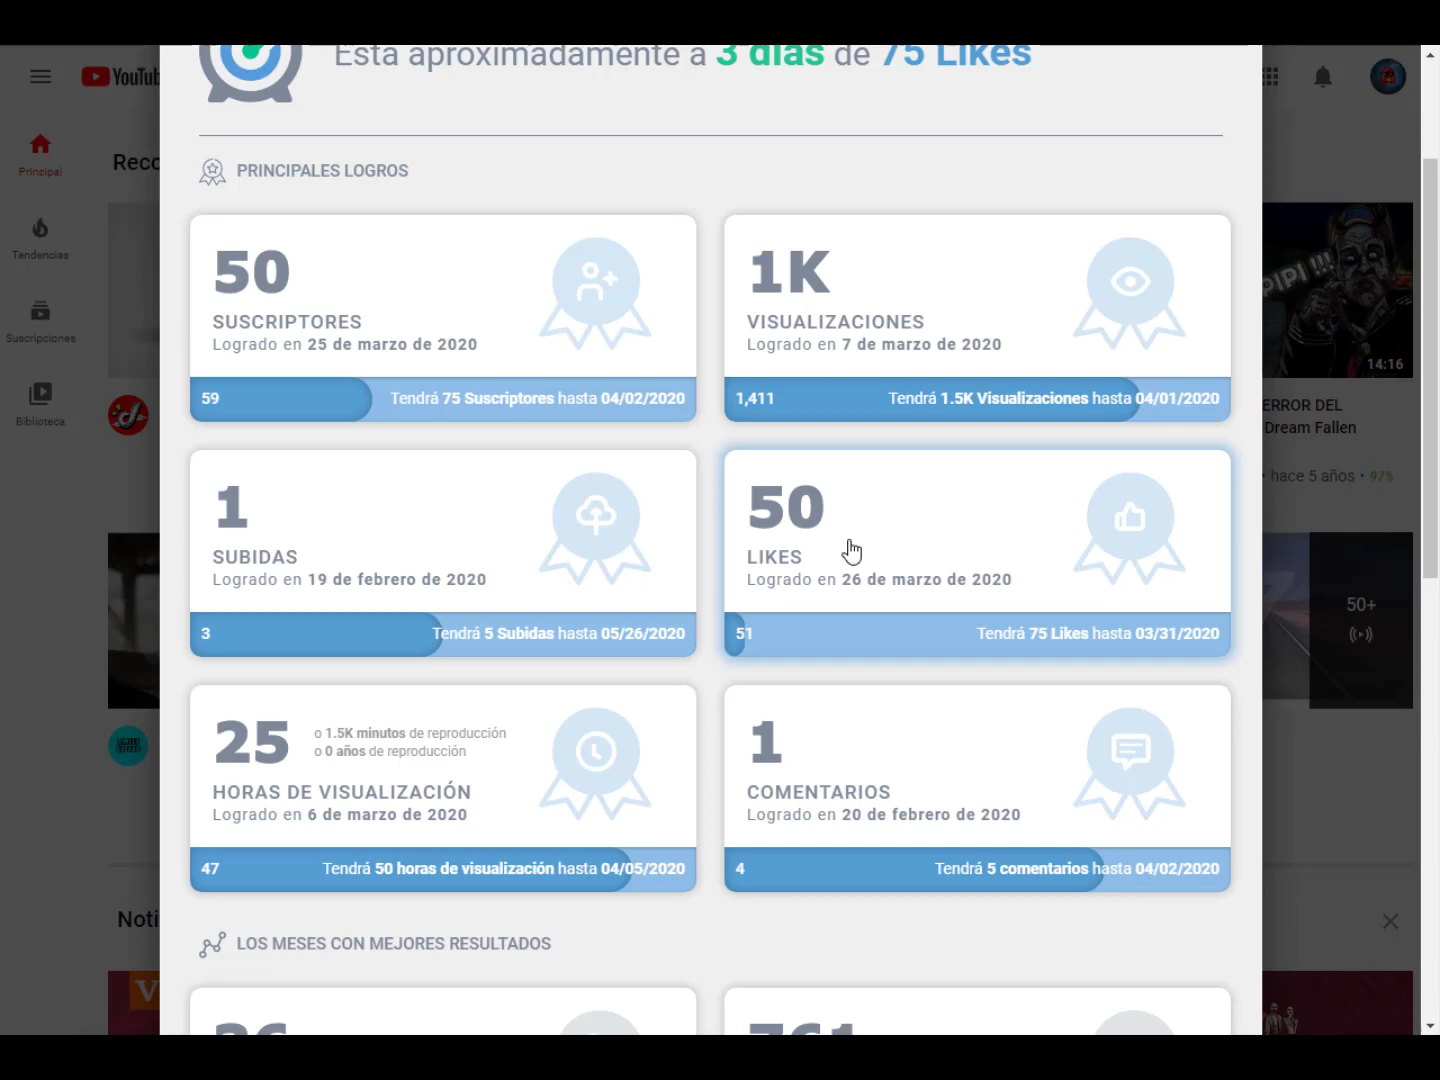 Está aproximadamente a 3 días de 75 Likes
YouTub
Principal
Reco
PRINCIPALES LOGROS
Tendencias
Suscripciones
Biblioteca
50
SUSCRIPTORES
Logrado en 25 de marzo de 2020
59
Tendrá 75 Suscriptores hasta 04/02/2020
1K
VISUALIZACIONES
Logrado en 7 de marzo de 2020
1,411
Tendrá 1.5K Visualizaciones hasta 04/01/2020
PIPI !!!
14:16
ERROR DEL
Dream Fallen
• hace 5 años • 97%
1
SUBIDAS
Logrado en 19 de febrero de 2020
3
Tendrá 5 Subidas hasta 05/26/2020
50
LIKES
Logrado en 26 de marzo de 2020
51
Tendrá 75 Likes hasta 03/31/2020
50+
25
o 1.5K minutos de reproducción
o 0 años de reproducción
HORAS DE VISUALIZACIÓN
Logrado en 6 de marzo de 2020
47
Tendrá 50 horas de visualización hasta 04/05/2020
1
COMENTARIOS
Logrado en 20 de febrero de 2020
4
Tendrá 5 comentarios hasta 04/02/2020
Noti
LOS MESES CON MEJORES RESULTADOS
V